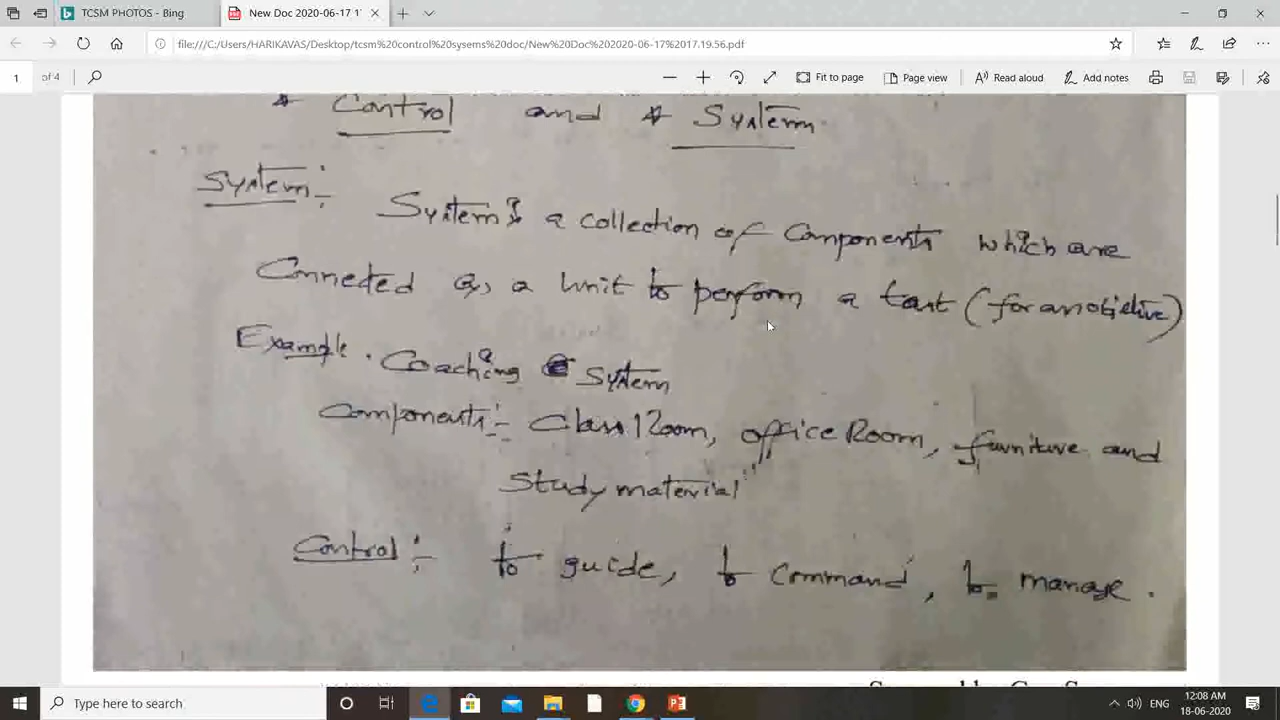 TCSM PHOTOS - Bing
New Doc 2020-06-17 1
file:///C:/Users/HARIKAVAS/Desktop/tcsm%20control%20sysems%20doc/New%20Doc%202020-06-17%2017.19.56.pdf
1 of 4
Fit to page
Page view
Read aloud
Add notes
* Control and * System
System:-
System is a collection of Components which are
Connected as a unit to perform a task (for an objective)
Example. Coaching System
Components:- Class Room, office Room, furniture and
Study material"
Control:- to guide, to Command, to manage.
Type here to search
ENG
12:08 AM
18-06-2020